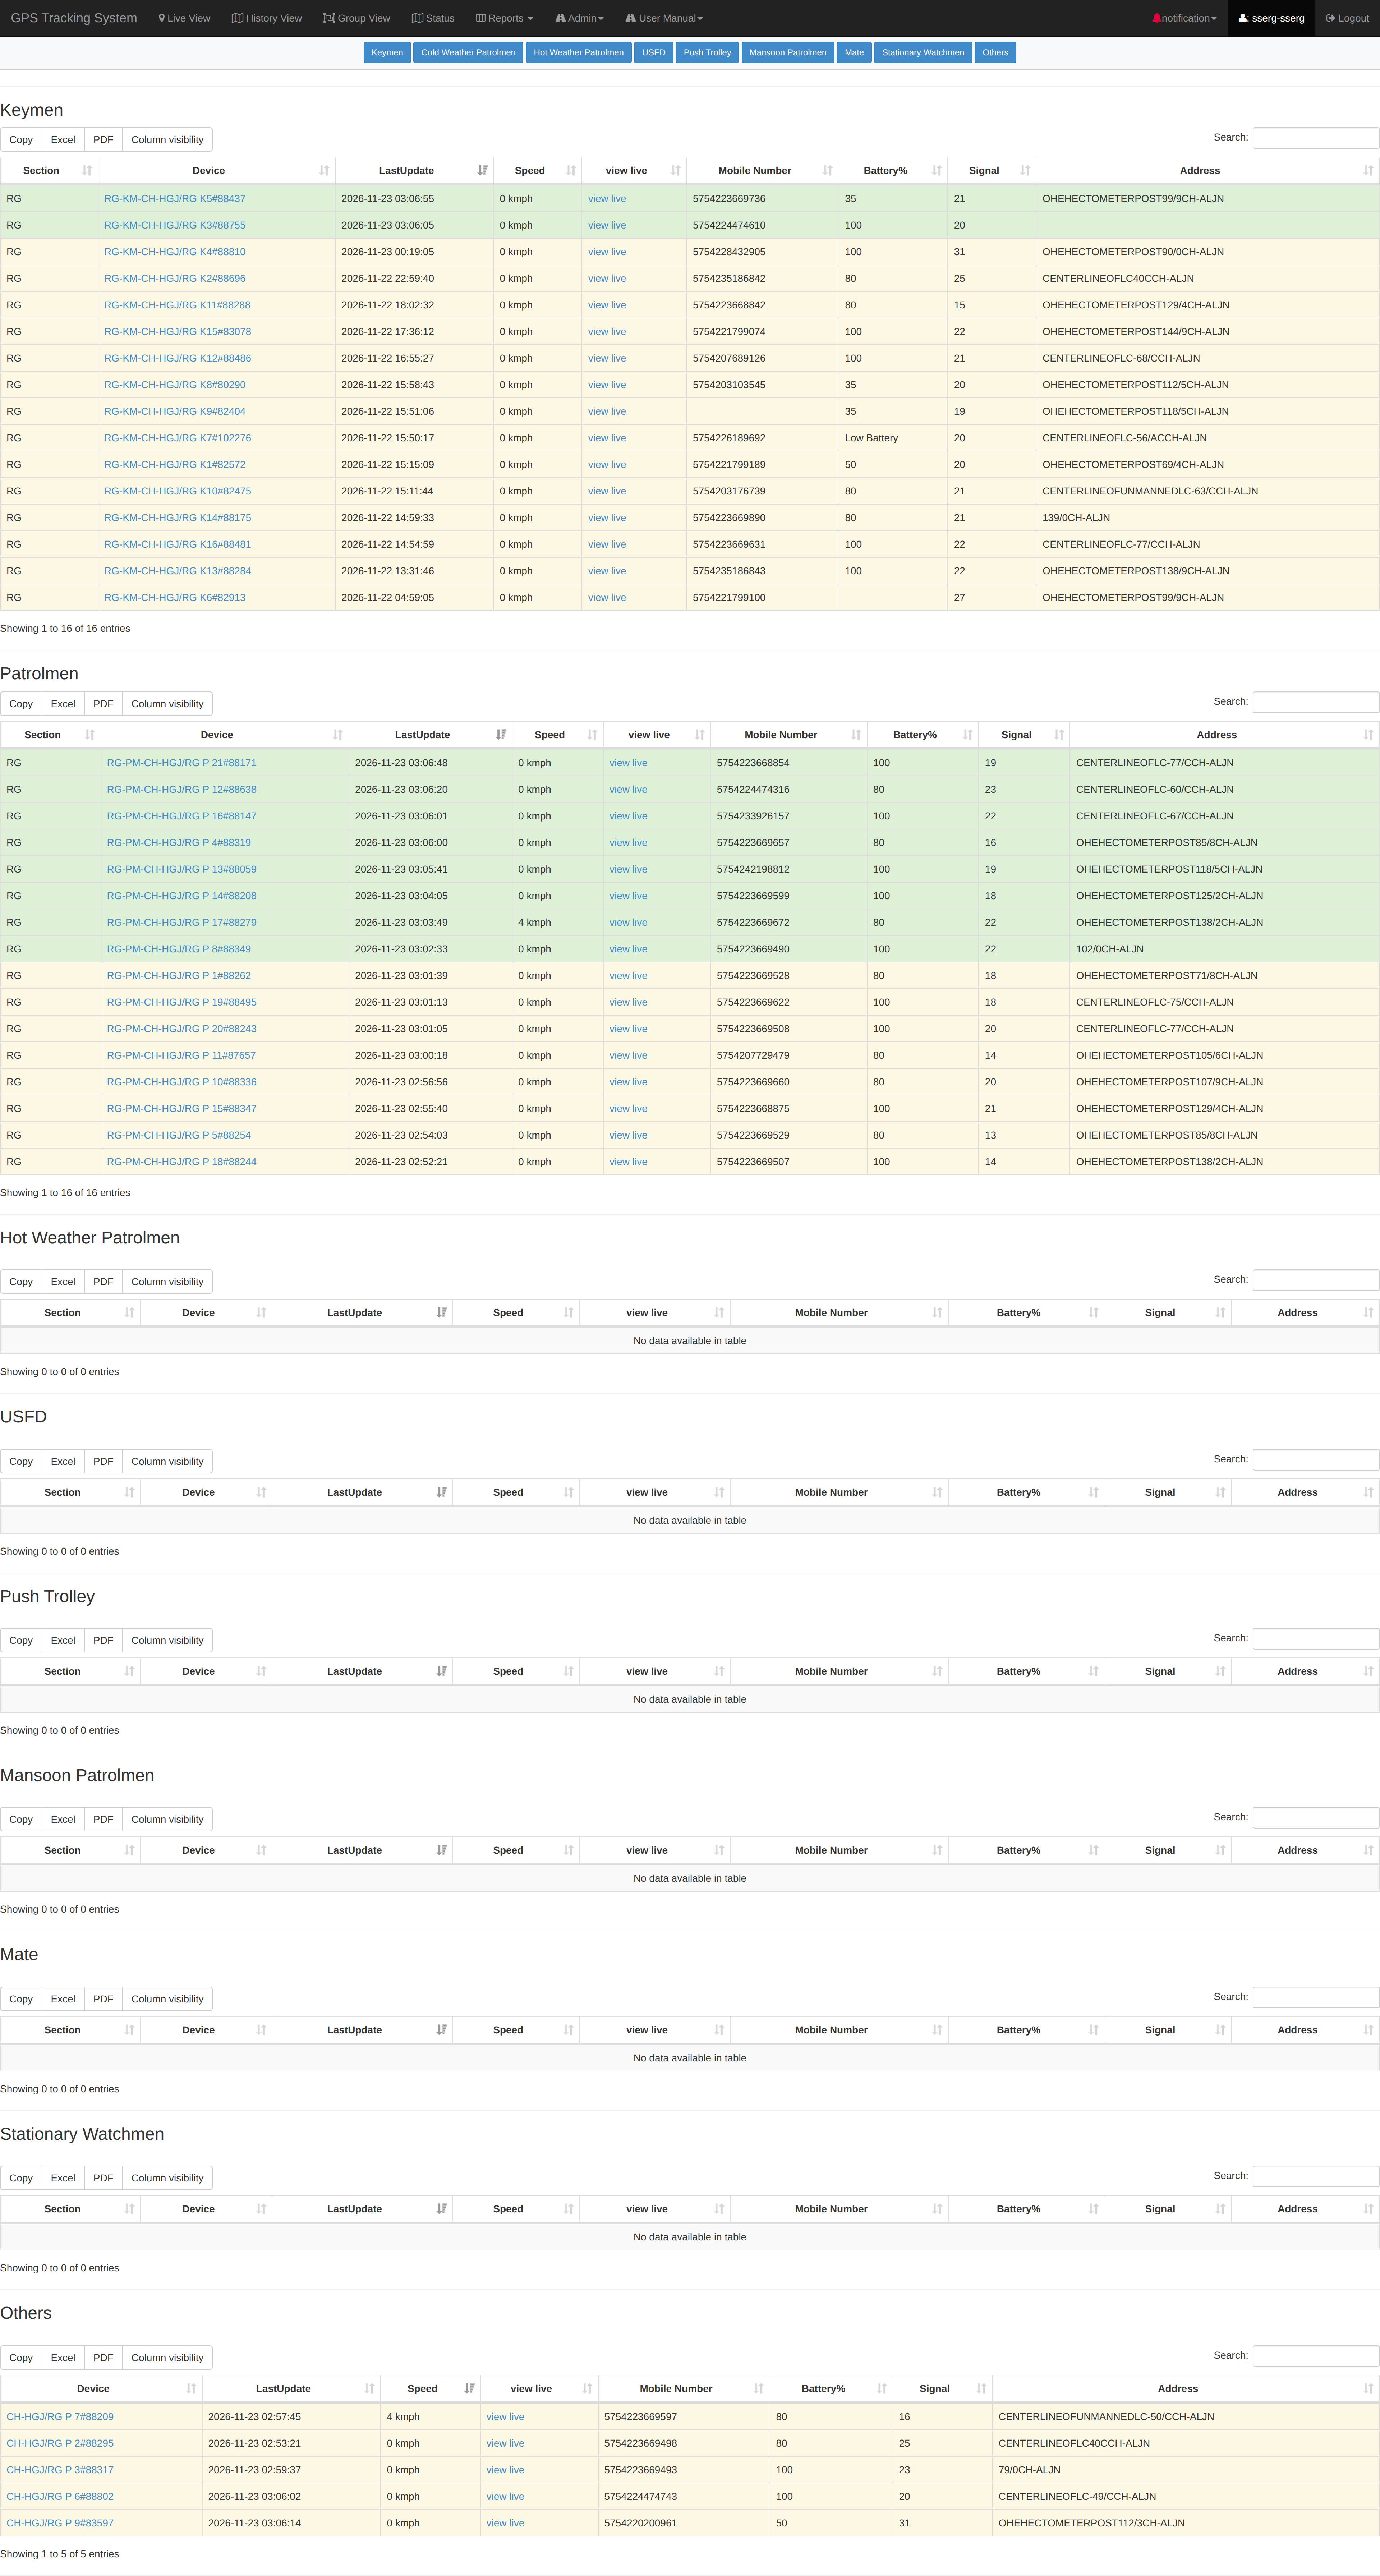 GPS Tracking System Live View History View Group View Status Reports Admin User Manual notification : sserg-sserg Logout
Keymen Cold Weather Patrolmen Hot Weather Patrolmen USFD Push Trolley Mansoon Patrolmen Mate Stationary Watchmen Others
Keymen
Copy Excel PDF Column visibility Search:
Section Device LastUpdate Speed view live Mobile Number Battery% Signal Address
RG RG-KM-CH-HGJ/RG K5#88437 2026-11-23 03:06:55 0 kmph view live 5754223669736 35 21 OHEHECTOMETERPOST99/9CH-ALJN
RG RG-KM-CH-HGJ/RG K3#88755 2026-11-23 03:06:05 0 kmph view live 5754224474610 100 20
RG RG-KM-CH-HGJ/RG K4#88810 2026-11-23 00:19:05 0 kmph view live 5754228432905 100 31 OHEHECTOMETERPOST90/0CH-ALJN
RG RG-KM-CH-HGJ/RG K2#88696 2026-11-22 22:59:40 0 kmph view live 5754235186842 80 25 CENTERLINEOFLC40CCH-ALJN
RG RG-KM-CH-HGJ/RG K11#88288 2026-11-22 18:02:32 0 kmph view live 5754223668842 80 15 OHEHECTOMETERPOST129/4CH-ALJN
RG RG-KM-CH-HGJ/RG K15#83078 2026-11-22 17:36:12 0 kmph view live 5754221799074 100 22 OHEHECTOMETERPOST144/9CH-ALJN
RG RG-KM-CH-HGJ/RG K12#88486 2026-11-22 16:55:27 0 kmph view live 5754207689126 100 21 CENTERLINEOFLC-68/CCH-ALJN
RG RG-KM-CH-HGJ/RG K8#80290 2026-11-22 15:58:43 0 kmph view live 5754203103545 35 20 OHEHECTOMETERPOST112/5CH-ALJN
RG RG-KM-CH-HGJ/RG K9#82404 2026-11-22 15:51:06 0 kmph view live 35 19 OHEHECTOMETERPOST118/5CH-ALJN
RG RG-KM-CH-HGJ/RG K7#102276 2026-11-22 15:50:17 0 kmph view live 5754226189692 Low Battery 20 CENTERLINEOFLC-56/ACCH-ALJN
RG RG-KM-CH-HGJ/RG K1#82572 2026-11-22 15:15:09 0 kmph view live 5754221799189 50 20 OHEHECTOMETERPOST69/4CH-ALJN
RG RG-KM-CH-HGJ/RG K10#82475 2026-11-22 15:11:44 0 kmph view live 5754203176739 80 21 CENTERLINEOFUNMANNEDLC-63/CCH-ALJN
RG RG-KM-CH-HGJ/RG K14#88175 2026-11-22 14:59:33 0 kmph view live 5754223669890 80 21 139/0CH-ALJN
RG RG-KM-CH-HGJ/RG K16#88481 2026-11-22 14:54:59 0 kmph view live 5754223669631 100 22 CENTERLINEOFLC-77/CCH-ALJN
RG RG-KM-CH-HGJ/RG K13#88284 2026-11-22 13:31:46 0 kmph view live 5754235186843 100 22 OHEHECTOMETERPOST138/9CH-ALJN
RG RG-KM-CH-HGJ/RG K6#82913 2026-11-22 04:59:05 0 kmph view live 5754221799100 27 OHEHECTOMETERPOST99/9CH-ALJN
Showing 1 to 16 of 16 entries
Patrolmen
Copy Excel PDF Column visibility Search:
Section Device LastUpdate Speed view live Mobile Number Battery% Signal Address
RG RG-PM-CH-HGJ/RG P 21#88171 2026-11-23 03:06:48 0 kmph view live 5754223668854 100 19 CENTERLINEOFLC-77/CCH-ALJN
RG RG-PM-CH-HGJ/RG P 12#88638 2026-11-23 03:06:20 0 kmph view live 5754224474316 80 23 CENTERLINEOFLC-60/CCH-ALJN
RG RG-PM-CH-HGJ/RG P 16#88147 2026-11-23 03:06:01 0 kmph view live 5754233926157 100 22 CENTERLINEOFLC-67/CCH-ALJN
RG RG-PM-CH-HGJ/RG P 4#88319 2026-11-23 03:06:00 0 kmph view live 5754223669657 80 16 OHEHECTOMETERPOST85/8CH-ALJN
RG RG-PM-CH-HGJ/RG P 13#88059 2026-11-23 03:05:41 0 kmph view live 5754242198812 100 19 OHEHECTOMETERPOST118/5CH-ALJN
RG RG-PM-CH-HGJ/RG P 14#88208 2026-11-23 03:04:05 0 kmph view live 5754223669599 100 18 OHEHECTOMETERPOST125/2CH-ALJN
RG RG-PM-CH-HGJ/RG P 17#88279 2026-11-23 03:03:49 4 kmph view live 5754223669672 80 22 OHEHECTOMETERPOST138/2CH-ALJN
RG RG-PM-CH-HGJ/RG P 8#88349 2026-11-23 03:02:33 0 kmph view live 5754223669490 100 22 102/0CH-ALJN
RG RG-PM-CH-HGJ/RG P 1#88262 2026-11-23 03:01:39 0 kmph view live 5754223669528 80 18 OHEHECTOMETERPOST71/8CH-ALJN
RG RG-PM-CH-HGJ/RG P 19#88495 2026-11-23 03:01:13 0 kmph view live 5754223669622 100 18 CENTERLINEOFLC-75/CCH-ALJN
RG RG-PM-CH-HGJ/RG P 20#88243 2026-11-23 03:01:05 0 kmph view live 5754223669508 100 20 CENTERLINEOFLC-77/CCH-ALJN
RG RG-PM-CH-HGJ/RG P 11#87657 2026-11-23 03:00:18 0 kmph view live 5754207729479 80 14 OHEHECTOMETERPOST105/6CH-ALJN
RG RG-PM-CH-HGJ/RG P 10#88336 2026-11-23 02:56:56 0 kmph view live 5754223669660 80 20 OHEHECTOMETERPOST107/9CH-ALJN
RG RG-PM-CH-HGJ/RG P 15#88347 2026-11-23 02:55:40 0 kmph view live 5754223668875 100 21 OHEHECTOMETERPOST129/4CH-ALJN
RG RG-PM-CH-HGJ/RG P 5#88254 2026-11-23 02:54:03 0 kmph view live 5754223669529 80 13 OHEHECTOMETERPOST85/8CH-ALJN
RG RG-PM-CH-HGJ/RG P 18#88244 2026-11-23 02:52:21 0 kmph view live 5754223669507 100 14 OHEHECTOMETERPOST138/2CH-ALJN
Showing 1 to 16 of 16 entries
Hot Weather Patrolmen
Copy Excel PDF Column visibility Search:
Section Device LastUpdate Speed view live Mobile Number Battery% Signal Address
No data available in table
Showing 0 to 0 of 0 entries
USFD
Copy Excel PDF Column visibility Search:
Section Device LastUpdate Speed view live Mobile Number Battery% Signal Address
No data available in table
Showing 0 to 0 of 0 entries
Push Trolley
Copy Excel PDF Column visibility Search:
Section Device LastUpdate Speed view live Mobile Number Battery% Signal Address
No data available in table
Showing 0 to 0 of 0 entries
Mansoon Patrolmen
Copy Excel PDF Column visibility Search:
Section Device LastUpdate Speed view live Mobile Number Battery% Signal Address
No data available in table
Showing 0 to 0 of 0 entries
Mate
Copy Excel PDF Column visibility Search:
Section Device LastUpdate Speed view live Mobile Number Battery% Signal Address
No data available in table
Showing 0 to 0 of 0 entries
Stationary Watchmen
Copy Excel PDF Column visibility Search:
Section Device LastUpdate Speed view live Mobile Number Battery% Signal Address
No data available in table
Showing 0 to 0 of 0 entries
Others
Copy Excel PDF Column visibility Search:
Device LastUpdate Speed view live Mobile Number Battery% Signal Address
CH-HGJ/RG P 7#88209 2026-11-23 02:57:45 4 kmph view live 5754223669597 80 16 CENTERLINEOFUNMANNEDLC-50/CCH-ALJN
CH-HGJ/RG P 2#88295 2026-11-23 02:53:21 0 kmph view live 5754223669498 80 25 CENTERLINEOFLC40CCH-ALJN
CH-HGJ/RG P 3#88317 2026-11-23 02:59:37 0 kmph view live 5754223669493 100 23 79/0CH-ALJN
CH-HGJ/RG P 6#88802 2026-11-23 03:06:02 0 kmph view live 5754224474743 100 20 CENTERLINEOFLC-49/CCH-ALJN
CH-HGJ/RG P 9#83597 2026-11-23 03:06:14 0 kmph view live 5754220200961 50 31 OHEHECTOMETERPOST112/3CH-ALJN
Showing 1 to 5 of 5 entries